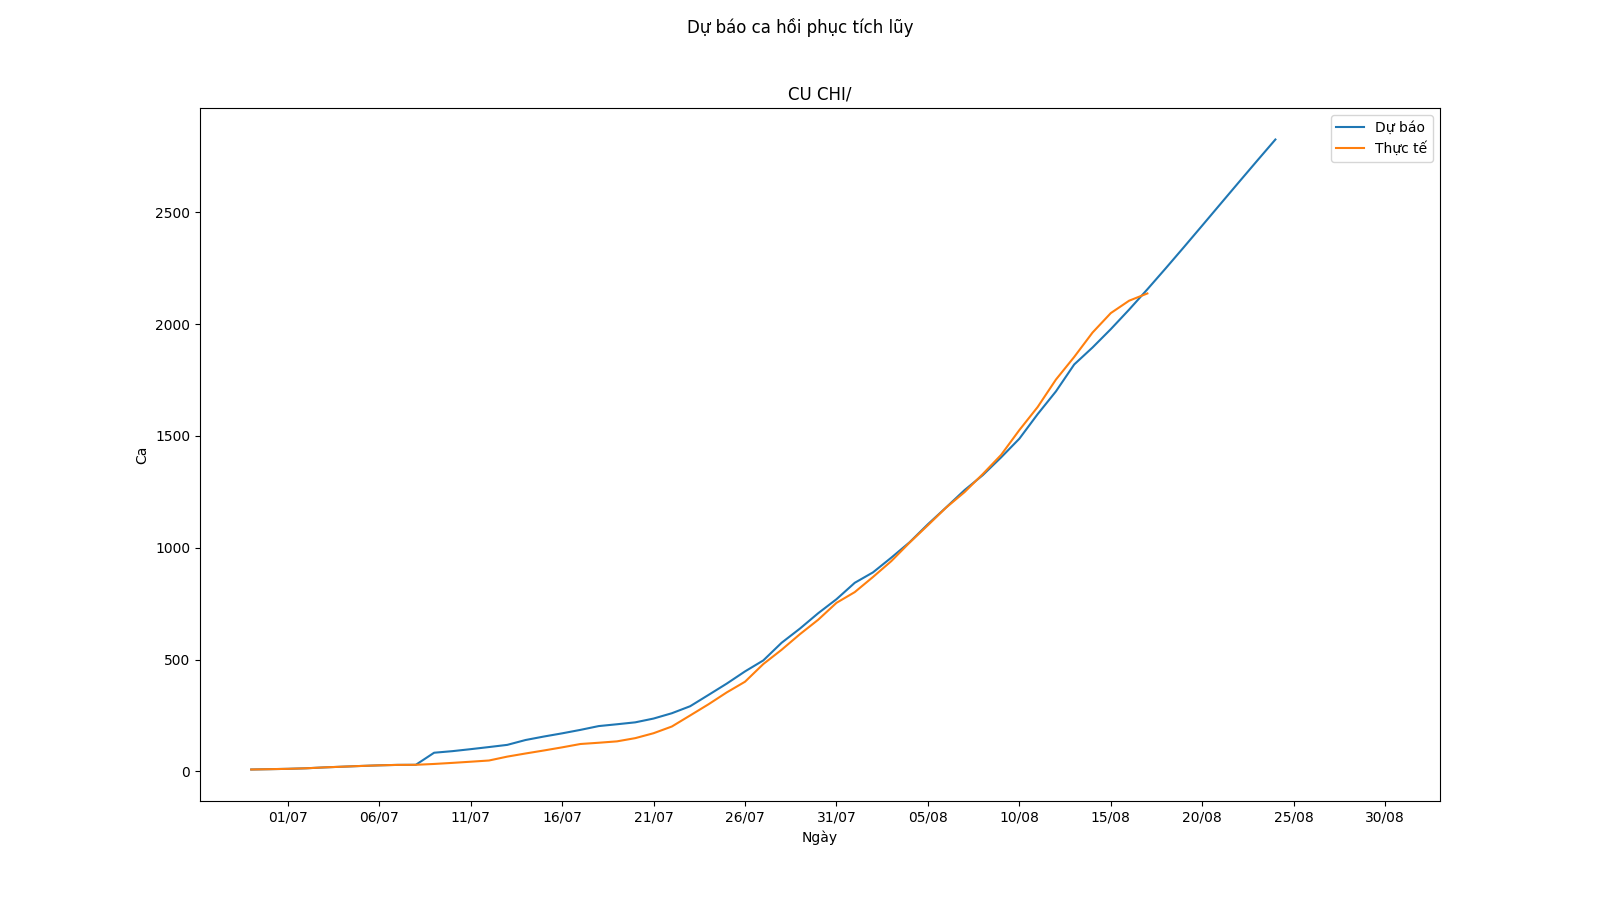 Dự báo ca hồi phục tích lũy
CU CHI/
Dự báo
Thực tế
2500
2000
1500
1000
500
0
Ca
01/07 06/07 11/07 16/07 21/07 26/07 31/07 05/08 10/08 15/08 20/08 25/08 30/08
Ngày